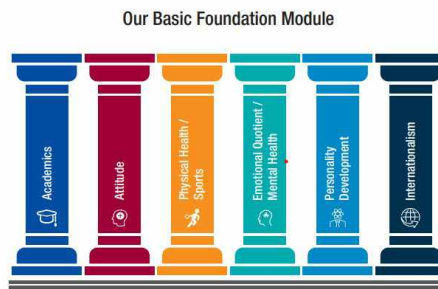 Our Basic Foundation Module
Academics
Attitude
Physical Health /
Sports
Emotional Quotient /
Mental Health
Personality
Development
Internationalism